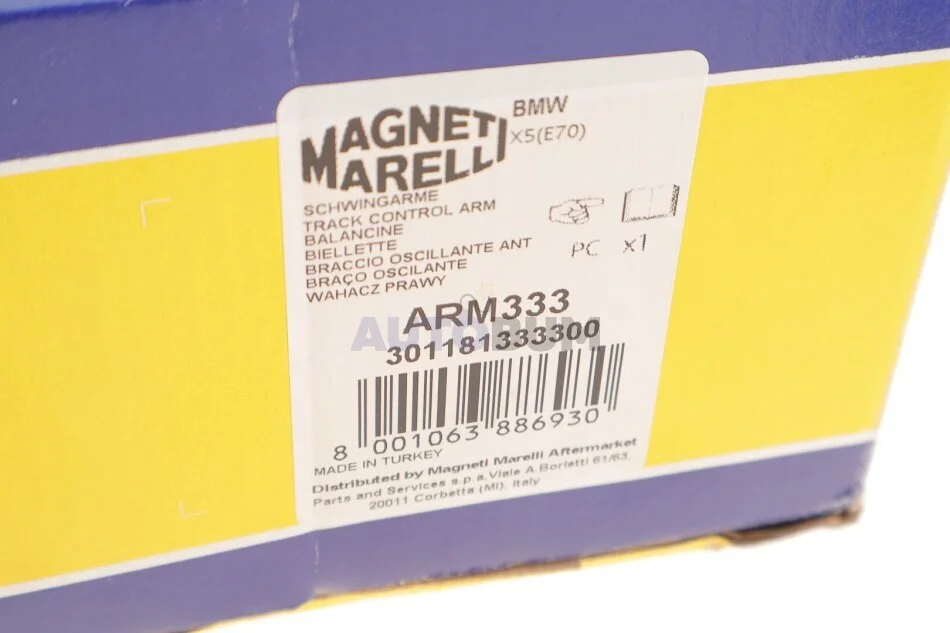 MAGNETI
MARELLI
BMW
X5(E70)
SCHWINGARME
TRACK CONTROL ARM
BALANCINE
BIELLETTE
BRACCIO OSCILLANTE ANT
BRAÇO OSCILANTE
WAHACZ PRAWY
PC x1
ARM333
AUTODUM
301181333300
8 001063 886930
MADE IN TURKEY
Distributed by Magneti Marelli Aftermarket
Parts and Services s.p.a. Viale A. Borletti 61/63,
20011 Corbetta (MI), Italy